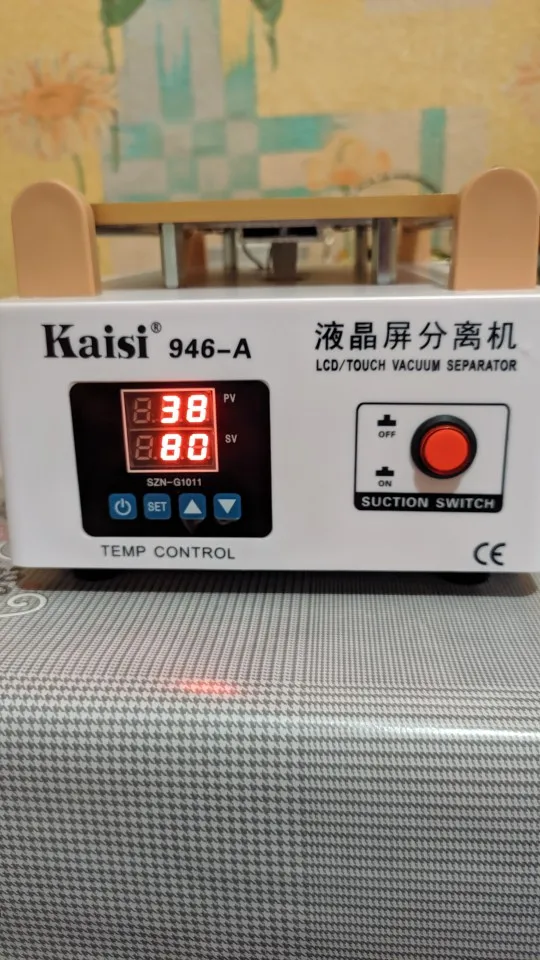 Kaisi® 946-A
液晶屏分离机
LCD/TOUCH VACUUM SEPARATOR
38 PV
80 SV
SZN-G1011
SET
TEMP CONTROL
OFF
ON
SUCTION SWITCH
CE